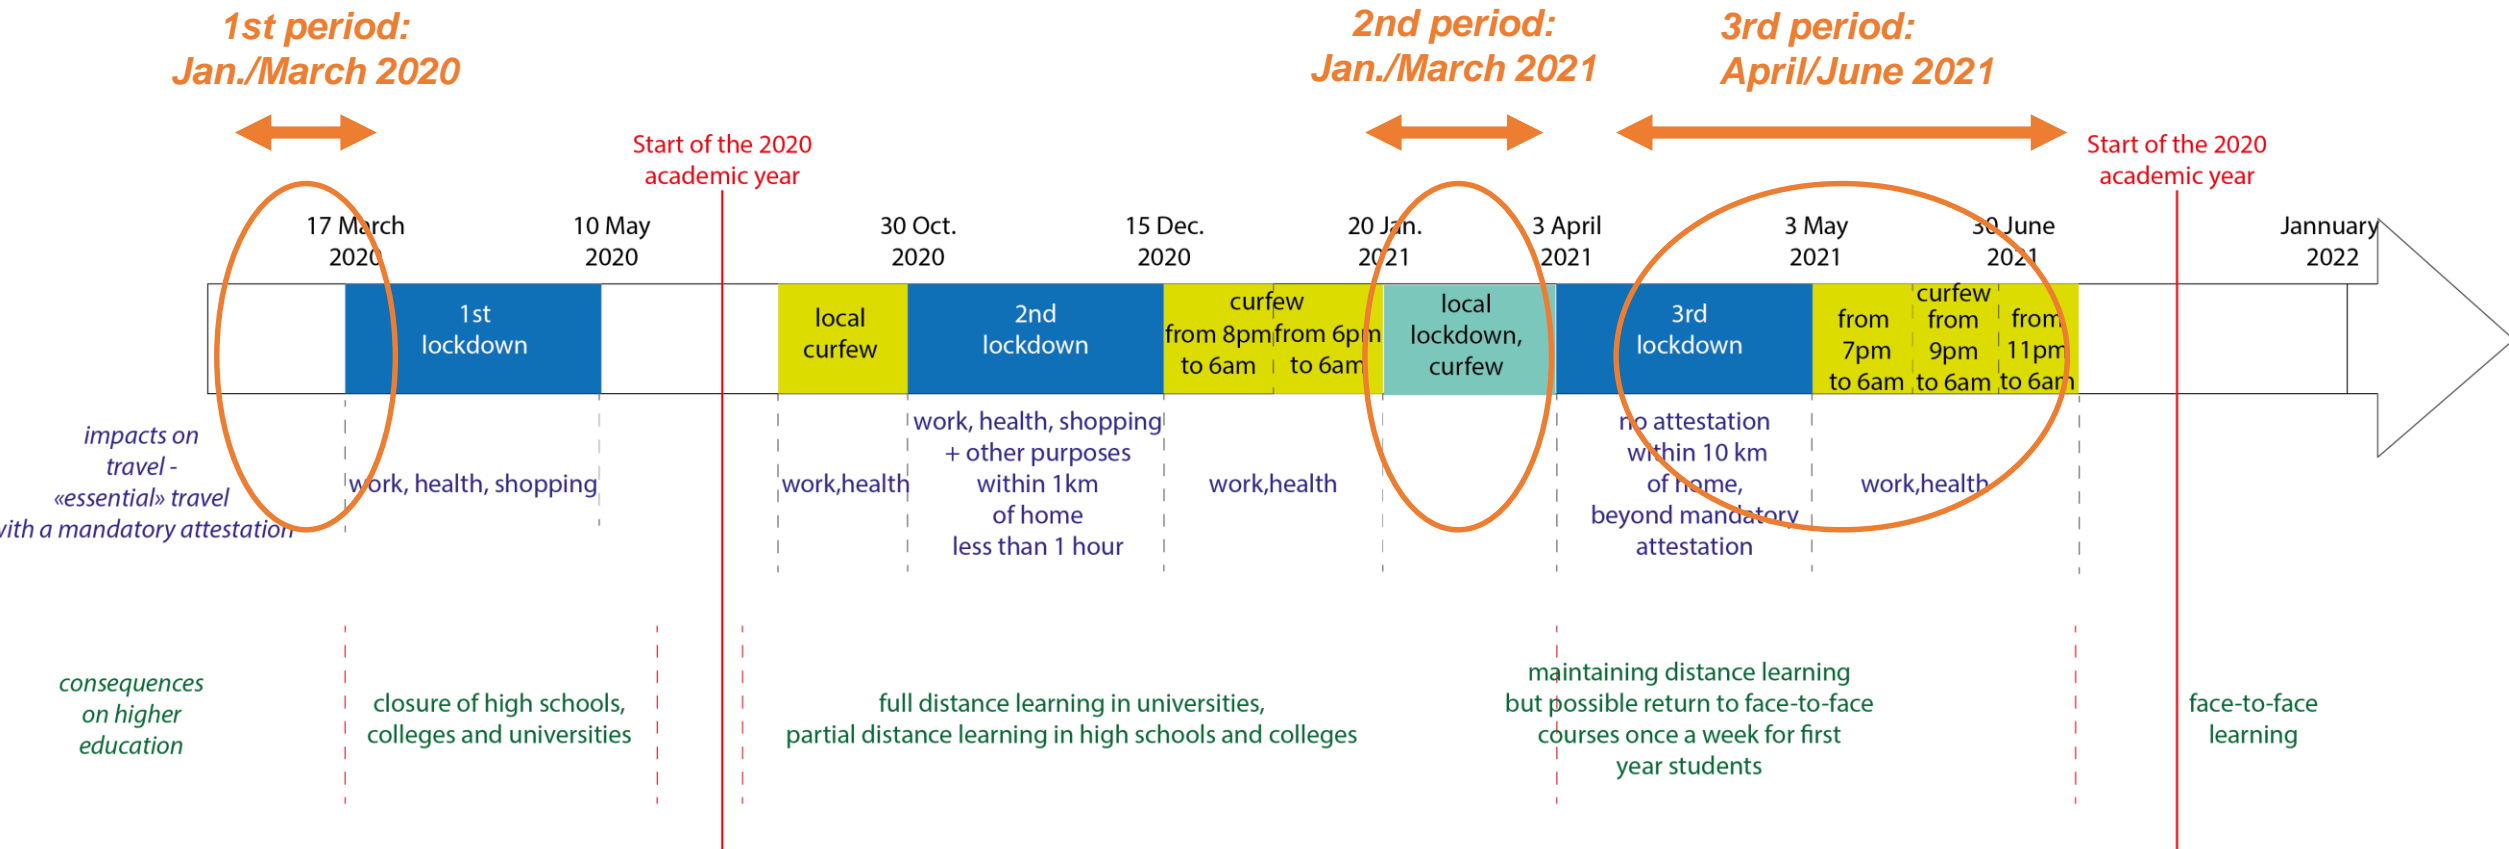 1st period:
Jan./March 2020
2nd period:
Jan./March 2021
3rd period:
April/June 2021
Start of the 2020
academic year
Start of the 2020
academic year
17 March
2020
10 May
2020
30 Oct.
2020
15 Dec.
2020
20 Jan.
2021
3 April
2021
3 May
2021
30 June
2021
Jannuary
2022
1st
lockdown
local
curfew
2nd
lockdown
curfew
from 8pm
to 6am
from 6pm
to 6am
local
lockdown,
curfew
3rd
lockdown
curfew
from
7pm
to 6am
from
9pm
to 6am
from
11pm
to 6am
impacts on
travel -
«essential» travel
with a mandatory attestation
work, health, shopping
work,health
work, health, shopping
+ other purposes
within 1km
of home
less than 1 hour
work,health
no attestation
within 10 km
of home,
beyond mandatory
attestation
work,health
consequences
on higher
education
closure of high schools,
colleges and universities
full distance learning in universities,
partial distance learning in high schools and colleges
maintaining distance learning
but possible return to face-to-face
courses once a week for first
year students
face-to-face
learning